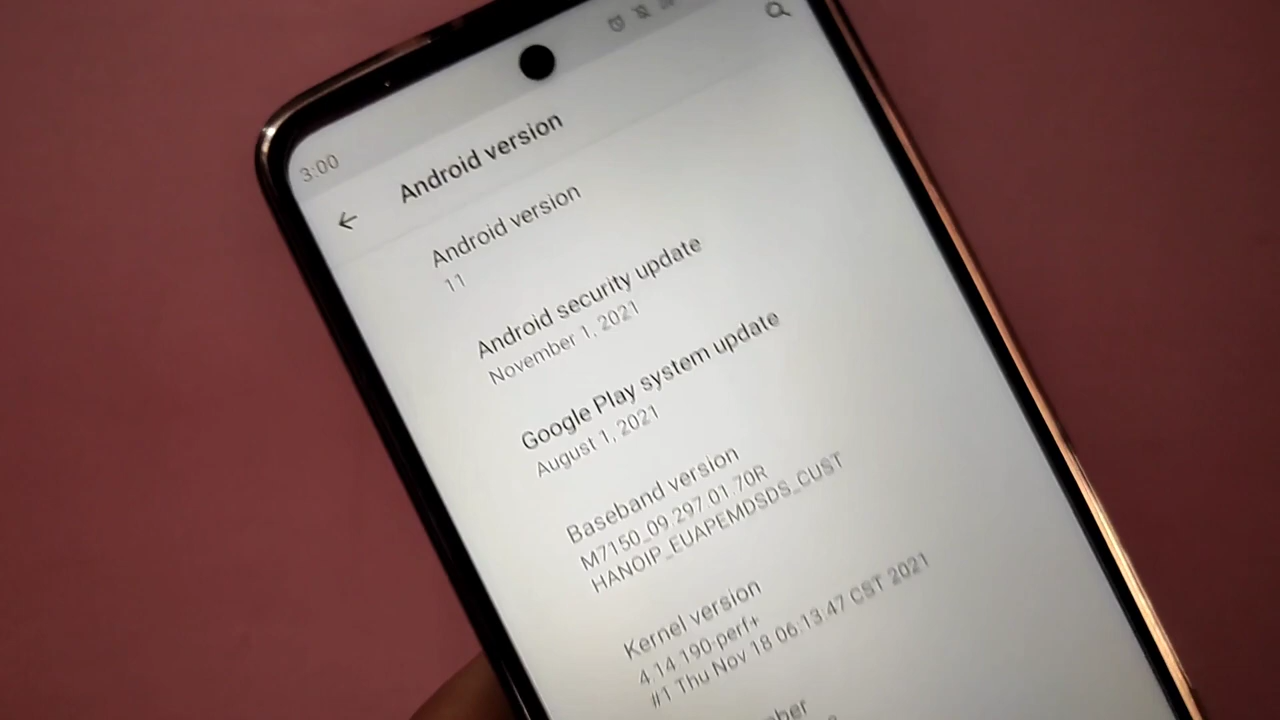 3:00
Android version
Android version
11
Android security update
November 1, 2021
Google Play system update
August 1, 2021
Baseband version
M7150_09.297.01.70R
HANOIP_EUAPEMDSDS_CUST
Kernel version
4.14.190-perf+
#1 Thu Nov 18 06:13:47 CST 2021